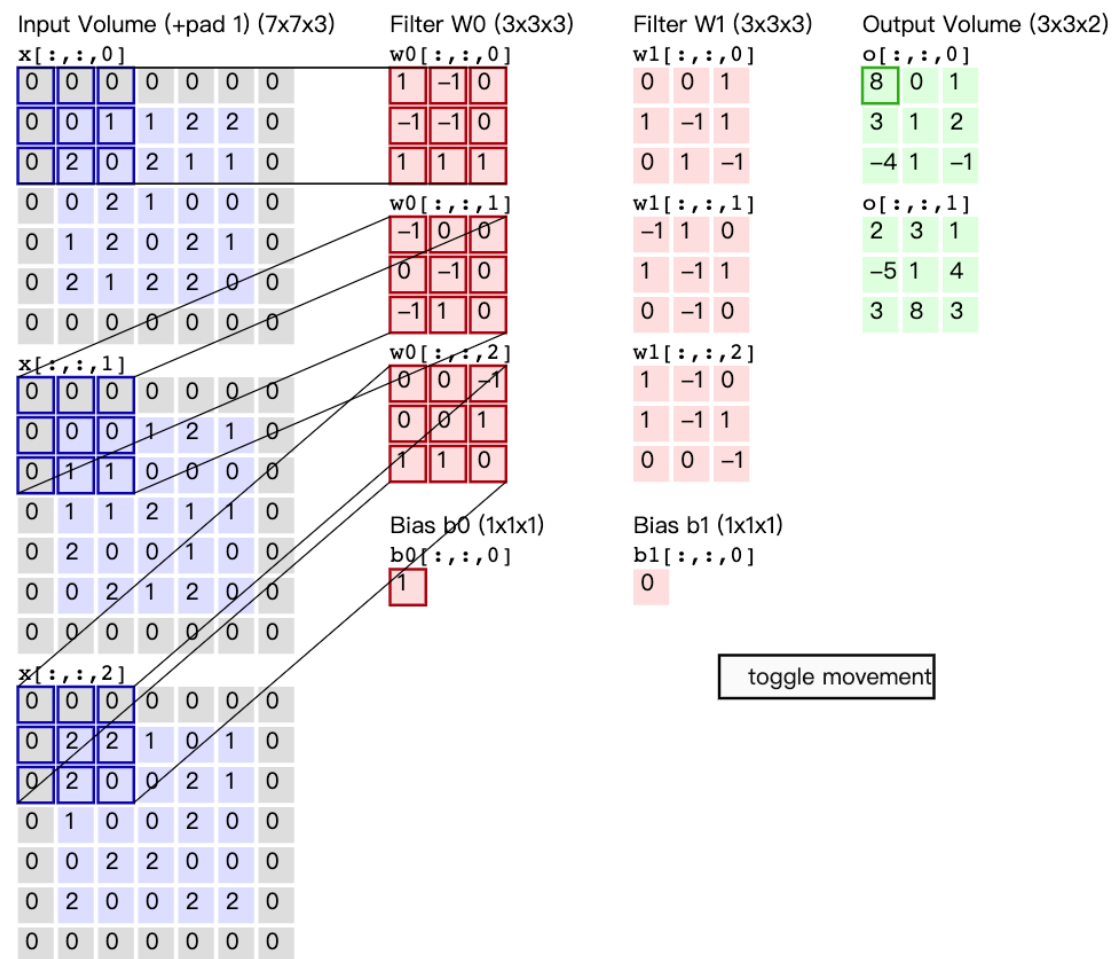 Input Volume (+pad 1) (7x7x3)
x[:,:,0]
0 0 0 0 0 0 0
0 0 1 1 2 2 0
0 2 0 2 1 1 0
0 0 2 1 0 0 0
0 1 2 0 2 1 0
0 2 1 2 2 0 0
0 0 0 0 0 0 0
x[:,:,1]
0 0 0 0 0 0 0
0 0 0 1 2 1 0
0 1 1 0 0 0 0
0 1 1 2 1 1 0
0 2 0 0 1 0 0
0 0 2 1 2 0 0
0 0 0 0 0 0 0
x[:,:,2]
0 0 0 0 0 0 0
0 2 2 1 0 1 0
0 2 0 0 2 1 0
0 1 0 0 2 0 0
0 0 2 2 0 0 0
0 2 0 0 2 2 0
0 0 0 0 0 0 0
Filter W0 (3x3x3)
w0[:,:,0]
1 −1 0
−1 −1 0
1 1 1
w0[:,:,1]
−1 0 0
0 −1 0
−1 1 0
w0[:,:,2]
0 0 −1
0 0 1
1 1 0
Bias b0 (1x1x1)
b0[:,:,0]
1
Filter W1 (3x3x3)
w1[:,:,0]
0 0 1
1 −1 1
0 1 −1
w1[:,:,1]
−1 1 0
1 −1 1
0 −1 0
w1[:,:,2]
1 −1 0
1 −1 1
0 0 −1
Bias b1 (1x1x1)
b1[:,:,0]
0
Output Volume (3x3x2)
o[:,:,0]
8 0 1
3 1 2
−4 1 −1
o[:,:,1]
2 3 1
−5 1 4
3 8 3
toggle movement